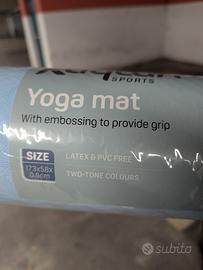 SPORTS
Yoga mat
With embossing to provide grip
SIZE
173x58x
0.6cm
LATEX & PVC FREE
TWO-TONE COLOURS
subito